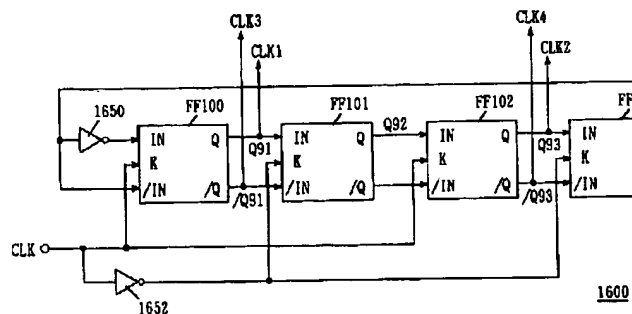 CLK3
CLK1
CLK4
CLK2
1650
FF100
FF101
FF102
FF
IN
Q
Q91
IN
Q92
IN
Q
Q93
IN
K
K
K
K
/IN
/Q
/Q91
/IN
/Q
/IN
/Q
/Q93
/IN
CLK
1652
1600